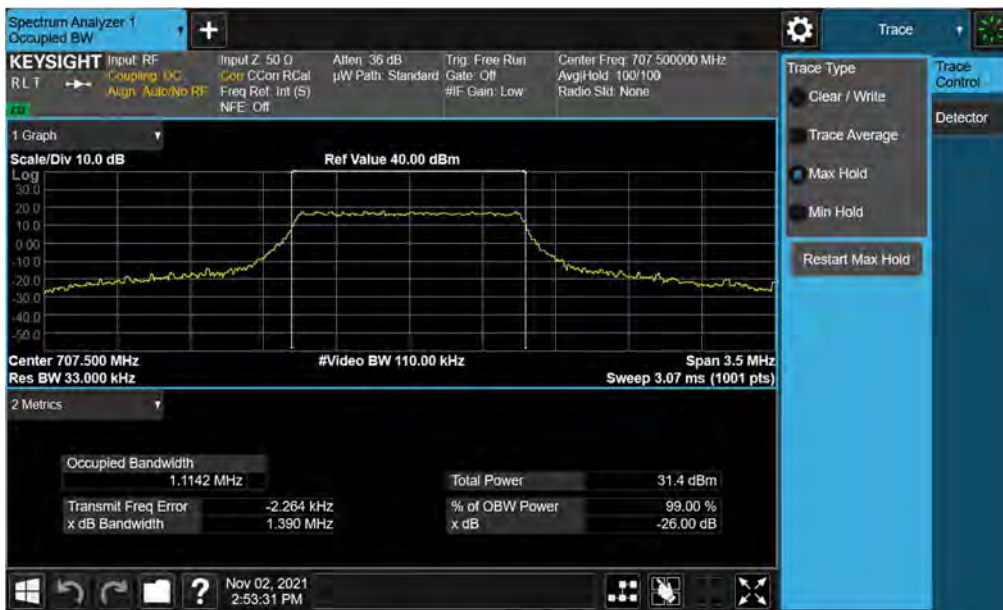 Spectrum Analyzer 1
Occupied BW
+
Trace
KEYSIGHT
RLT
Input: RF
Coupling: DC
Align: Auto/No RF
Input Z: 50 Ω
Corr CCorr RCal
Freq Ref: Int (S)
NFE: Off
Atten: 36 dB
µW Path: Standard
Trig: Free Run
Gate: Off
#IF Gain: Low
Center Freq: 707.500000 MHz
Avg|Hold: 100/100
Radio Std: None
Trace Type
Clear / Write
Trace Average
Max Hold
Min Hold
Restart Max Hold
Trace
Control
Detector
1 Graph
Scale/Div 10.0 dB
Ref Value 40.00 dBm
Log
30.0
20.0
10.0
0.00
-10.0
-20.0
-30.0
-40.0
-50.0
Center 707.500 MHz
#Video BW 110.00 kHz
Span 3.5 MHz
Res BW 33.000 kHz
Sweep 3.07 ms (1001 pts)
2 Metrics
Occupied Bandwidth
1.1142 MHz
Total Power 31.4 dBm
Transmit Freq Error -2.264 kHz
% of OBW Power 99.00 %
x dB Bandwidth 1.390 MHz
x dB -26.00 dB
?
Nov 02, 2021
2:53:31 PM